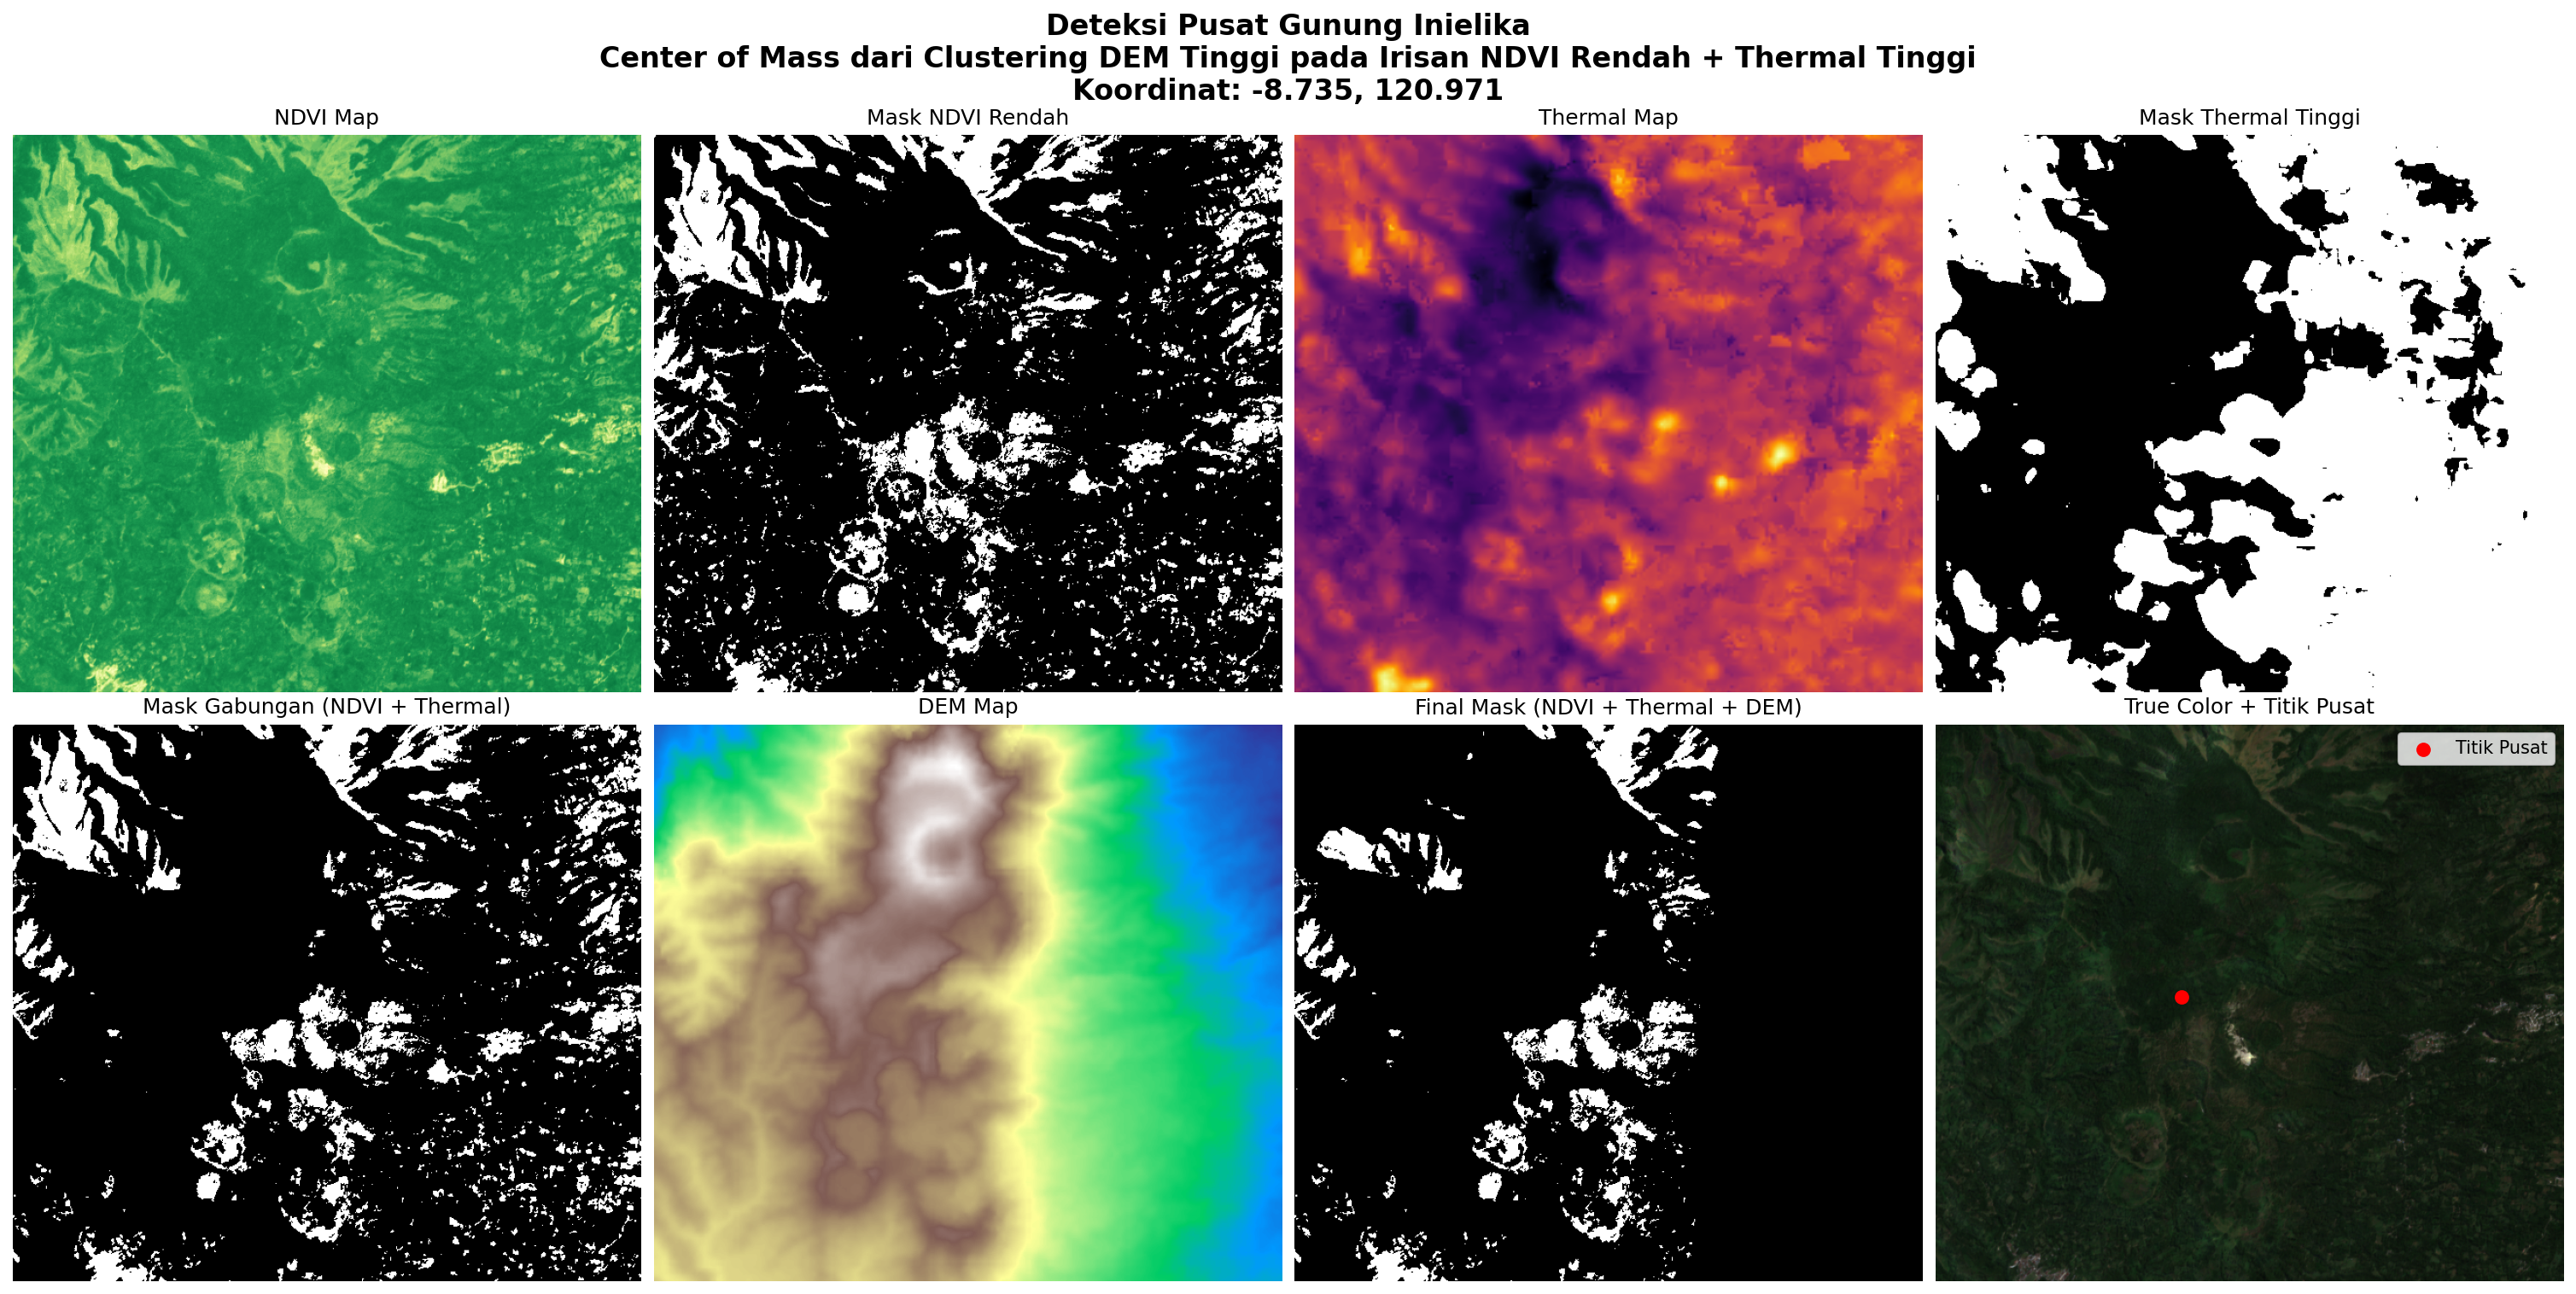 Deteksi Pusat Gunung Inielika
Center of Mass dari Clustering DEM Tinggi pada Irisan NDVI Rendah + Thermal Tinggi
Koordinat: -8.735, 120.971
NDVI Map
Mask NDVI Rendah
Thermal Map
Mask Thermal Tinggi
Mask Gabungan (NDVI + Thermal)
DEM Map
Final Mask (NDVI + Thermal + DEM)
True Color + Titik Pusat
Titik Pusat